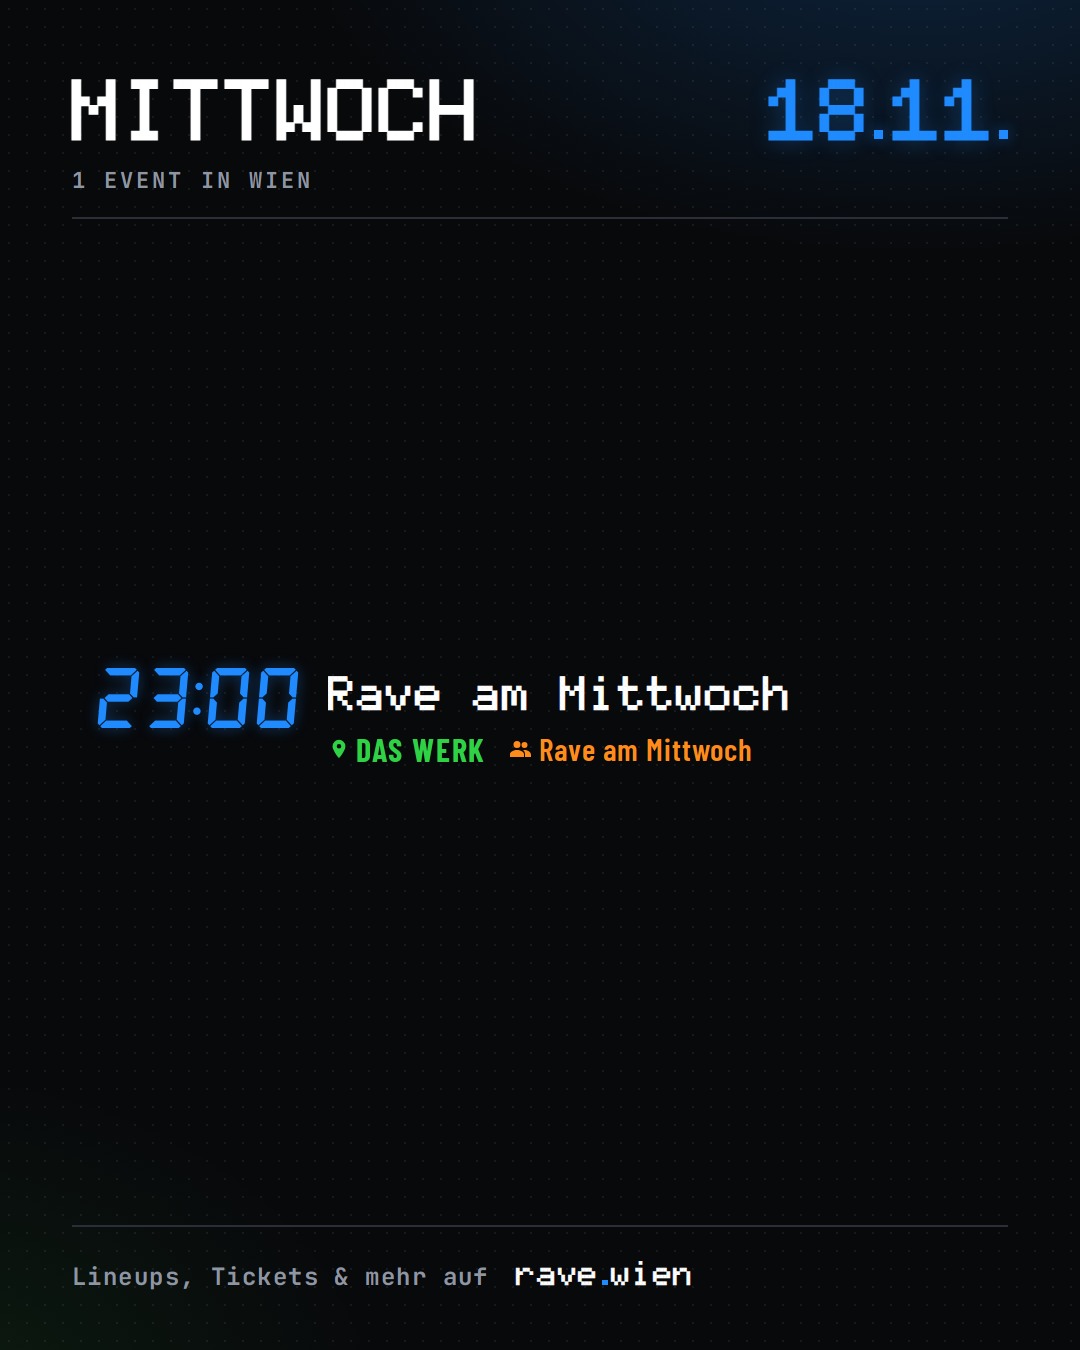 MITTWOCH 18.11.
1 EVENT IN WIEN
23:00 Rave am Mittwoch
DAS WERK Rave am Mittwoch
Lineups, Tickets & mehr auf rave.wien